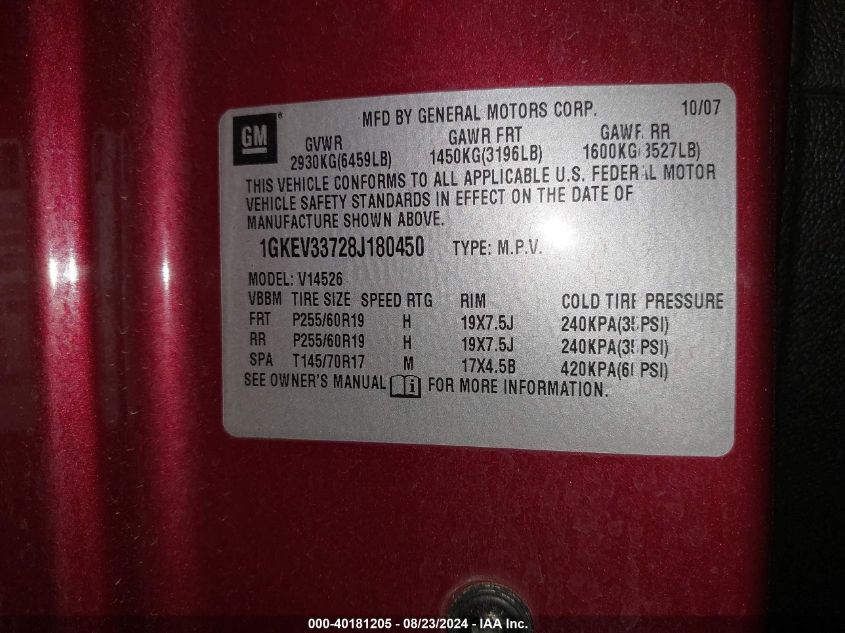 MFD BY GENERAL MOTORS CORP. 10/07
GM
GVWR GAWR FRT GAWR RR
2930KG(6459LB) 1450KG(3196LB) 1600KG(3527LB)
THIS VEHICLE CONFORMS TO ALL APPLICABLE U.S. FEDERAL MOTOR
VEHICLE SAFETY STANDARDS IN EFFECT ON THE DATE OF
MANUFACTURE SHOWN ABOVE.
1GKEV33728J180450 TYPE: M.P.V.
MODEL: V14526
VBBM TIRE SIZE SPEED RTG RIM COLD TIRE PRESSURE
FRT P255/60R19 H 19X7.5J 240KPA(35PSI)
RR P255/60R19 H 19X7.5J 240KPA(35PSI)
SPA T145/70R17 M 17X4.5B 420KPA(60PSI)
SEE OWNER'S MANUAL FOR MORE INFORMATION.
000-40181205 - 08/23/2024 - IAA Inc.